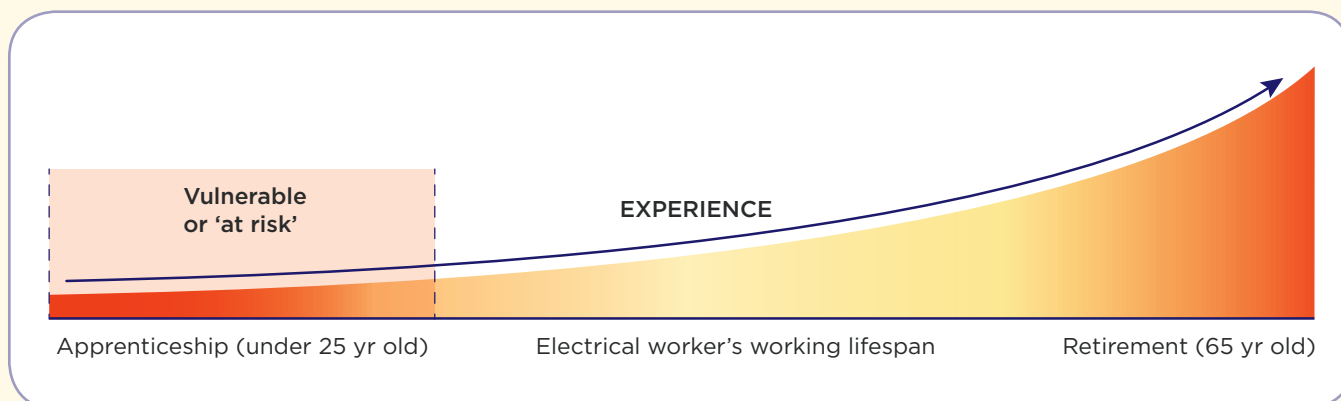 Vulnerable
or ‘at risk’
EXPERIENCE
Apprenticeship (under 25 yr old)
Electrical worker’s working lifespan
Retirement (65 yr old)